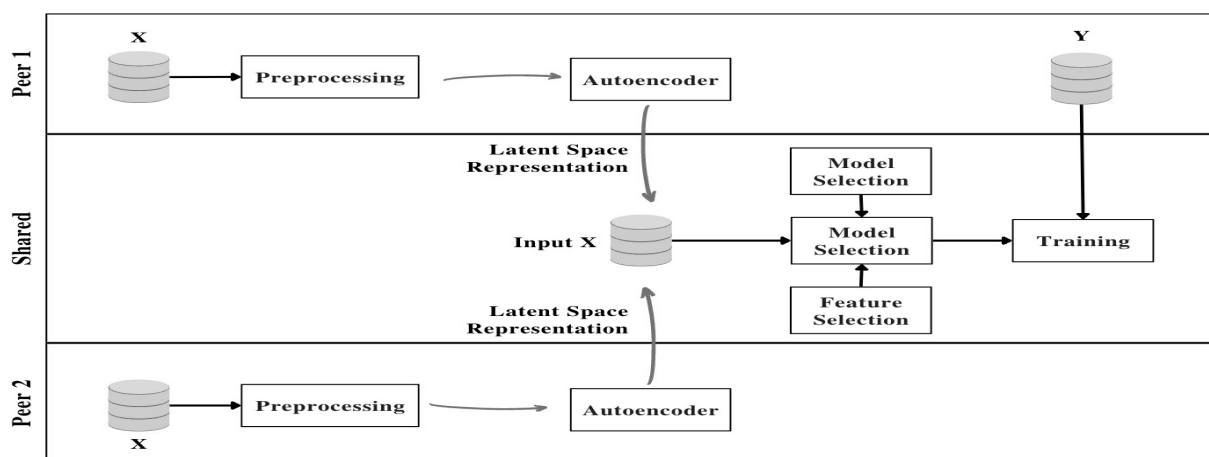 Peer 1
X
Preprocessing
Autoencoder
Y
Shared
Latent Space
Representation
Input X
Model
Selection
Model
Selection
Feature
Selection
Training
Latent Space
Representation
Peer 2
X
Preprocessing
Autoencoder